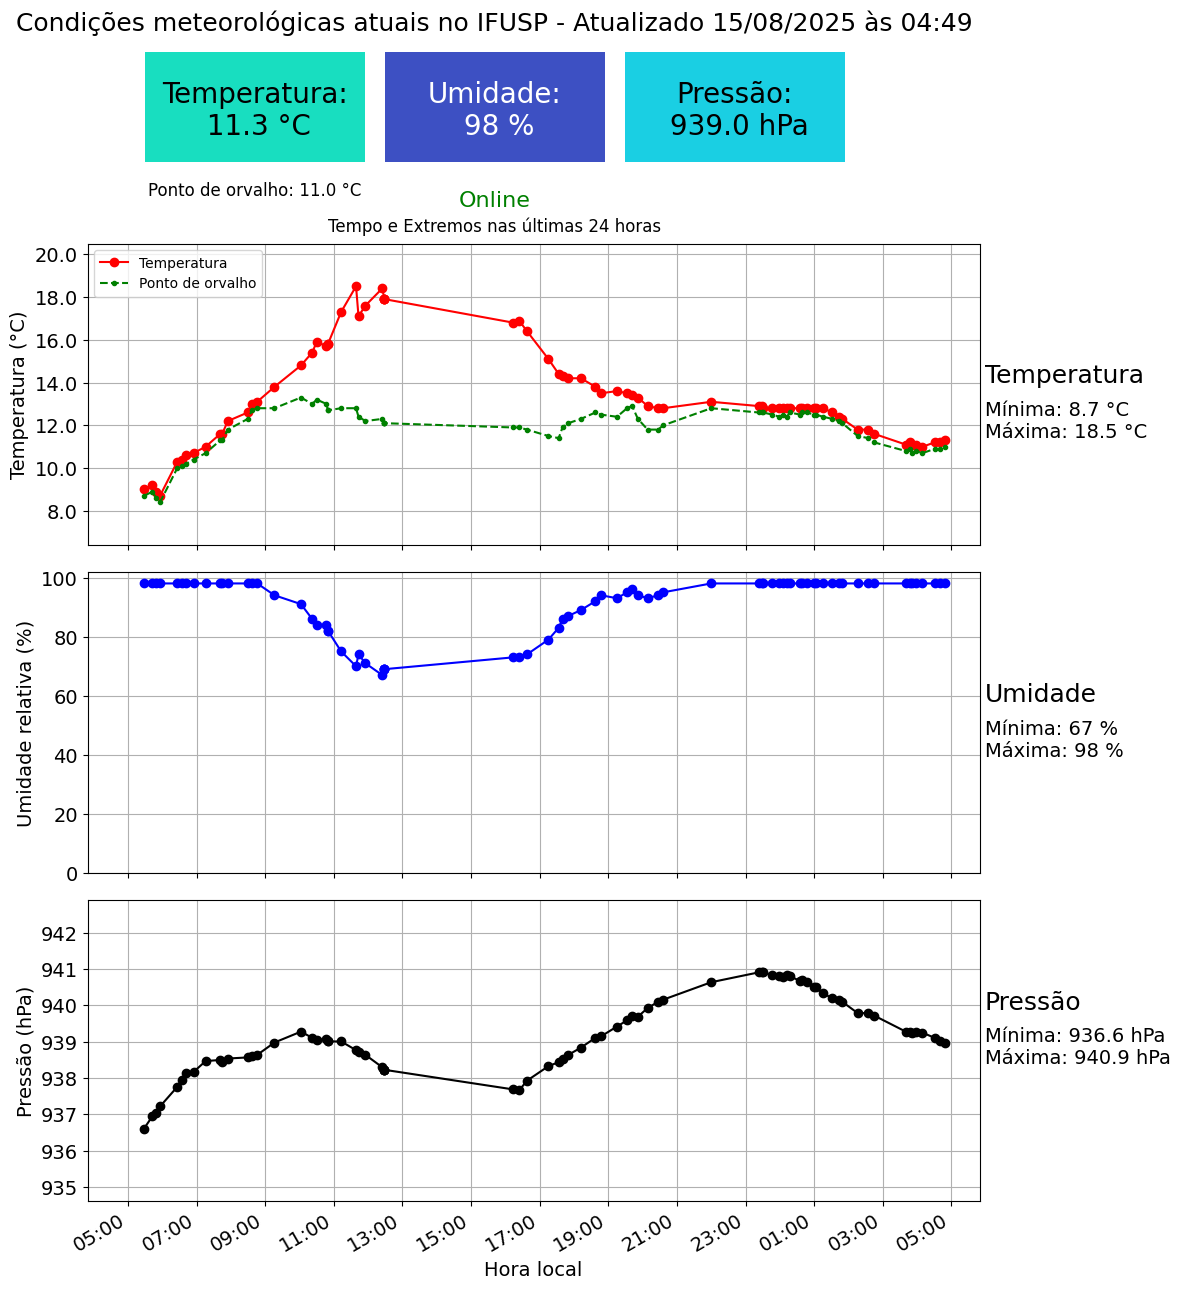 Condições meteorológicas atuais no IFUSP - Atualizado 15/08/2025 às 04:49
Temperatura:
11.3 °C
Umidade:
98 %
Pressão:
939.0 hPa
Ponto de orvalho: 11.0 °C
Online
Tempo e Extremos nas últimas 24 horas
Temperatura (°C)
20.0
18.0
16.0
14.0
12.0
10.0
8.0
Temperatura
Ponto de orvalho
Temperatura
Mínima: 8.7 °C
Máxima: 18.5 °C
Umidade relativa (%)
100
80
60
40
20
0
Umidade
Mínima: 67 %
Máxima: 98 %
Pressão (hPa)
942
941
940
939
938
937
936
935
Pressão
Mínima: 936.6 hPa
Máxima: 940.9 hPa
05:00
07:00
09:00
11:00
13:00
15:00
17:00
19:00
21:00
23:00
01:00
03:00
05:00
Hora local